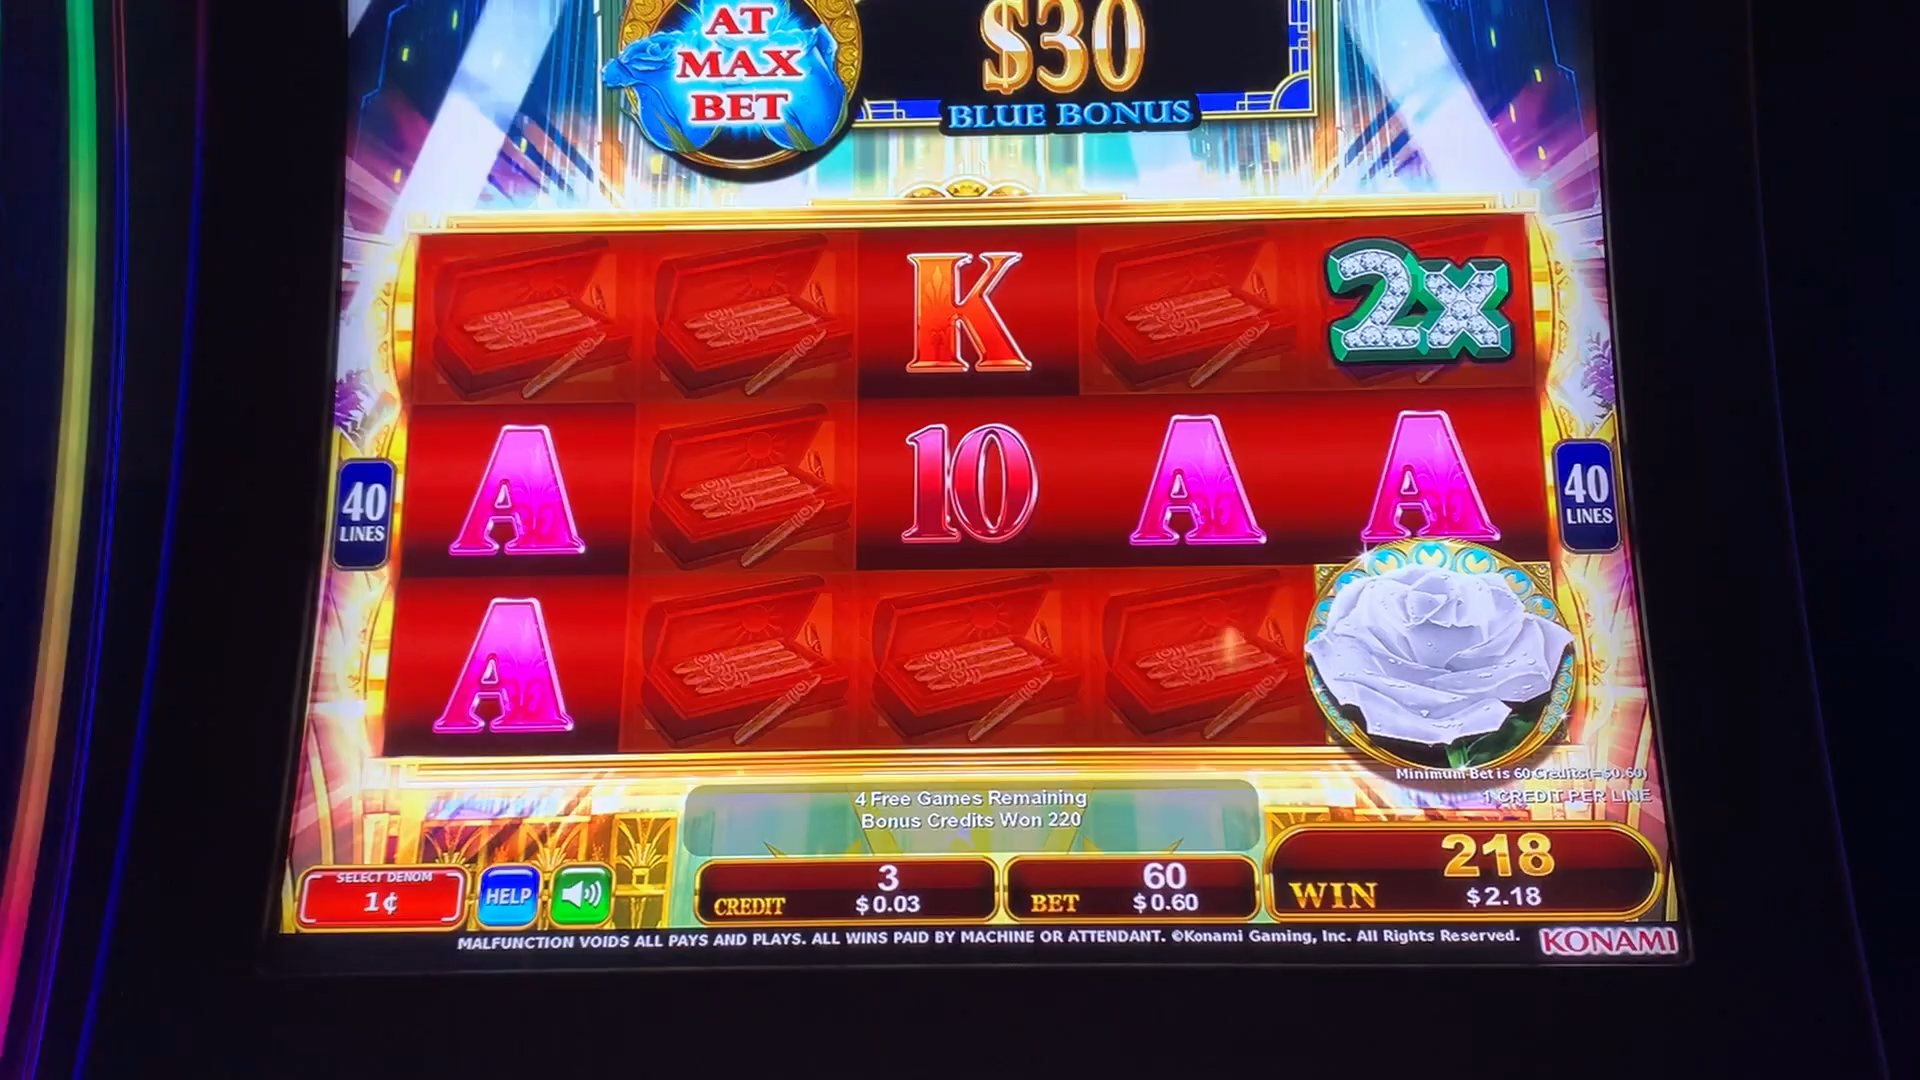 AT
MAX
BET
$30
BLUE BONUS
K
2x
A
10
A
A
A
40
LINES
40
LINES
Minimum Bet is 60 Credits(=$0.60)
1 CREDIT PER LINE
4 Free Games Remaining
Bonus Credits Won 220
SELECT DENOM
1¢
HELP
CREDIT
3
$0.03
BET
60
$0.60
WIN
218
$2.18
MALFUNCTION VOIDS ALL PAYS AND PLAYS. ALL WINS PAID BY MACHINE OR ATTENDANT. ©Konami Gaming, Inc. All Rights Reserved.
KONAMI